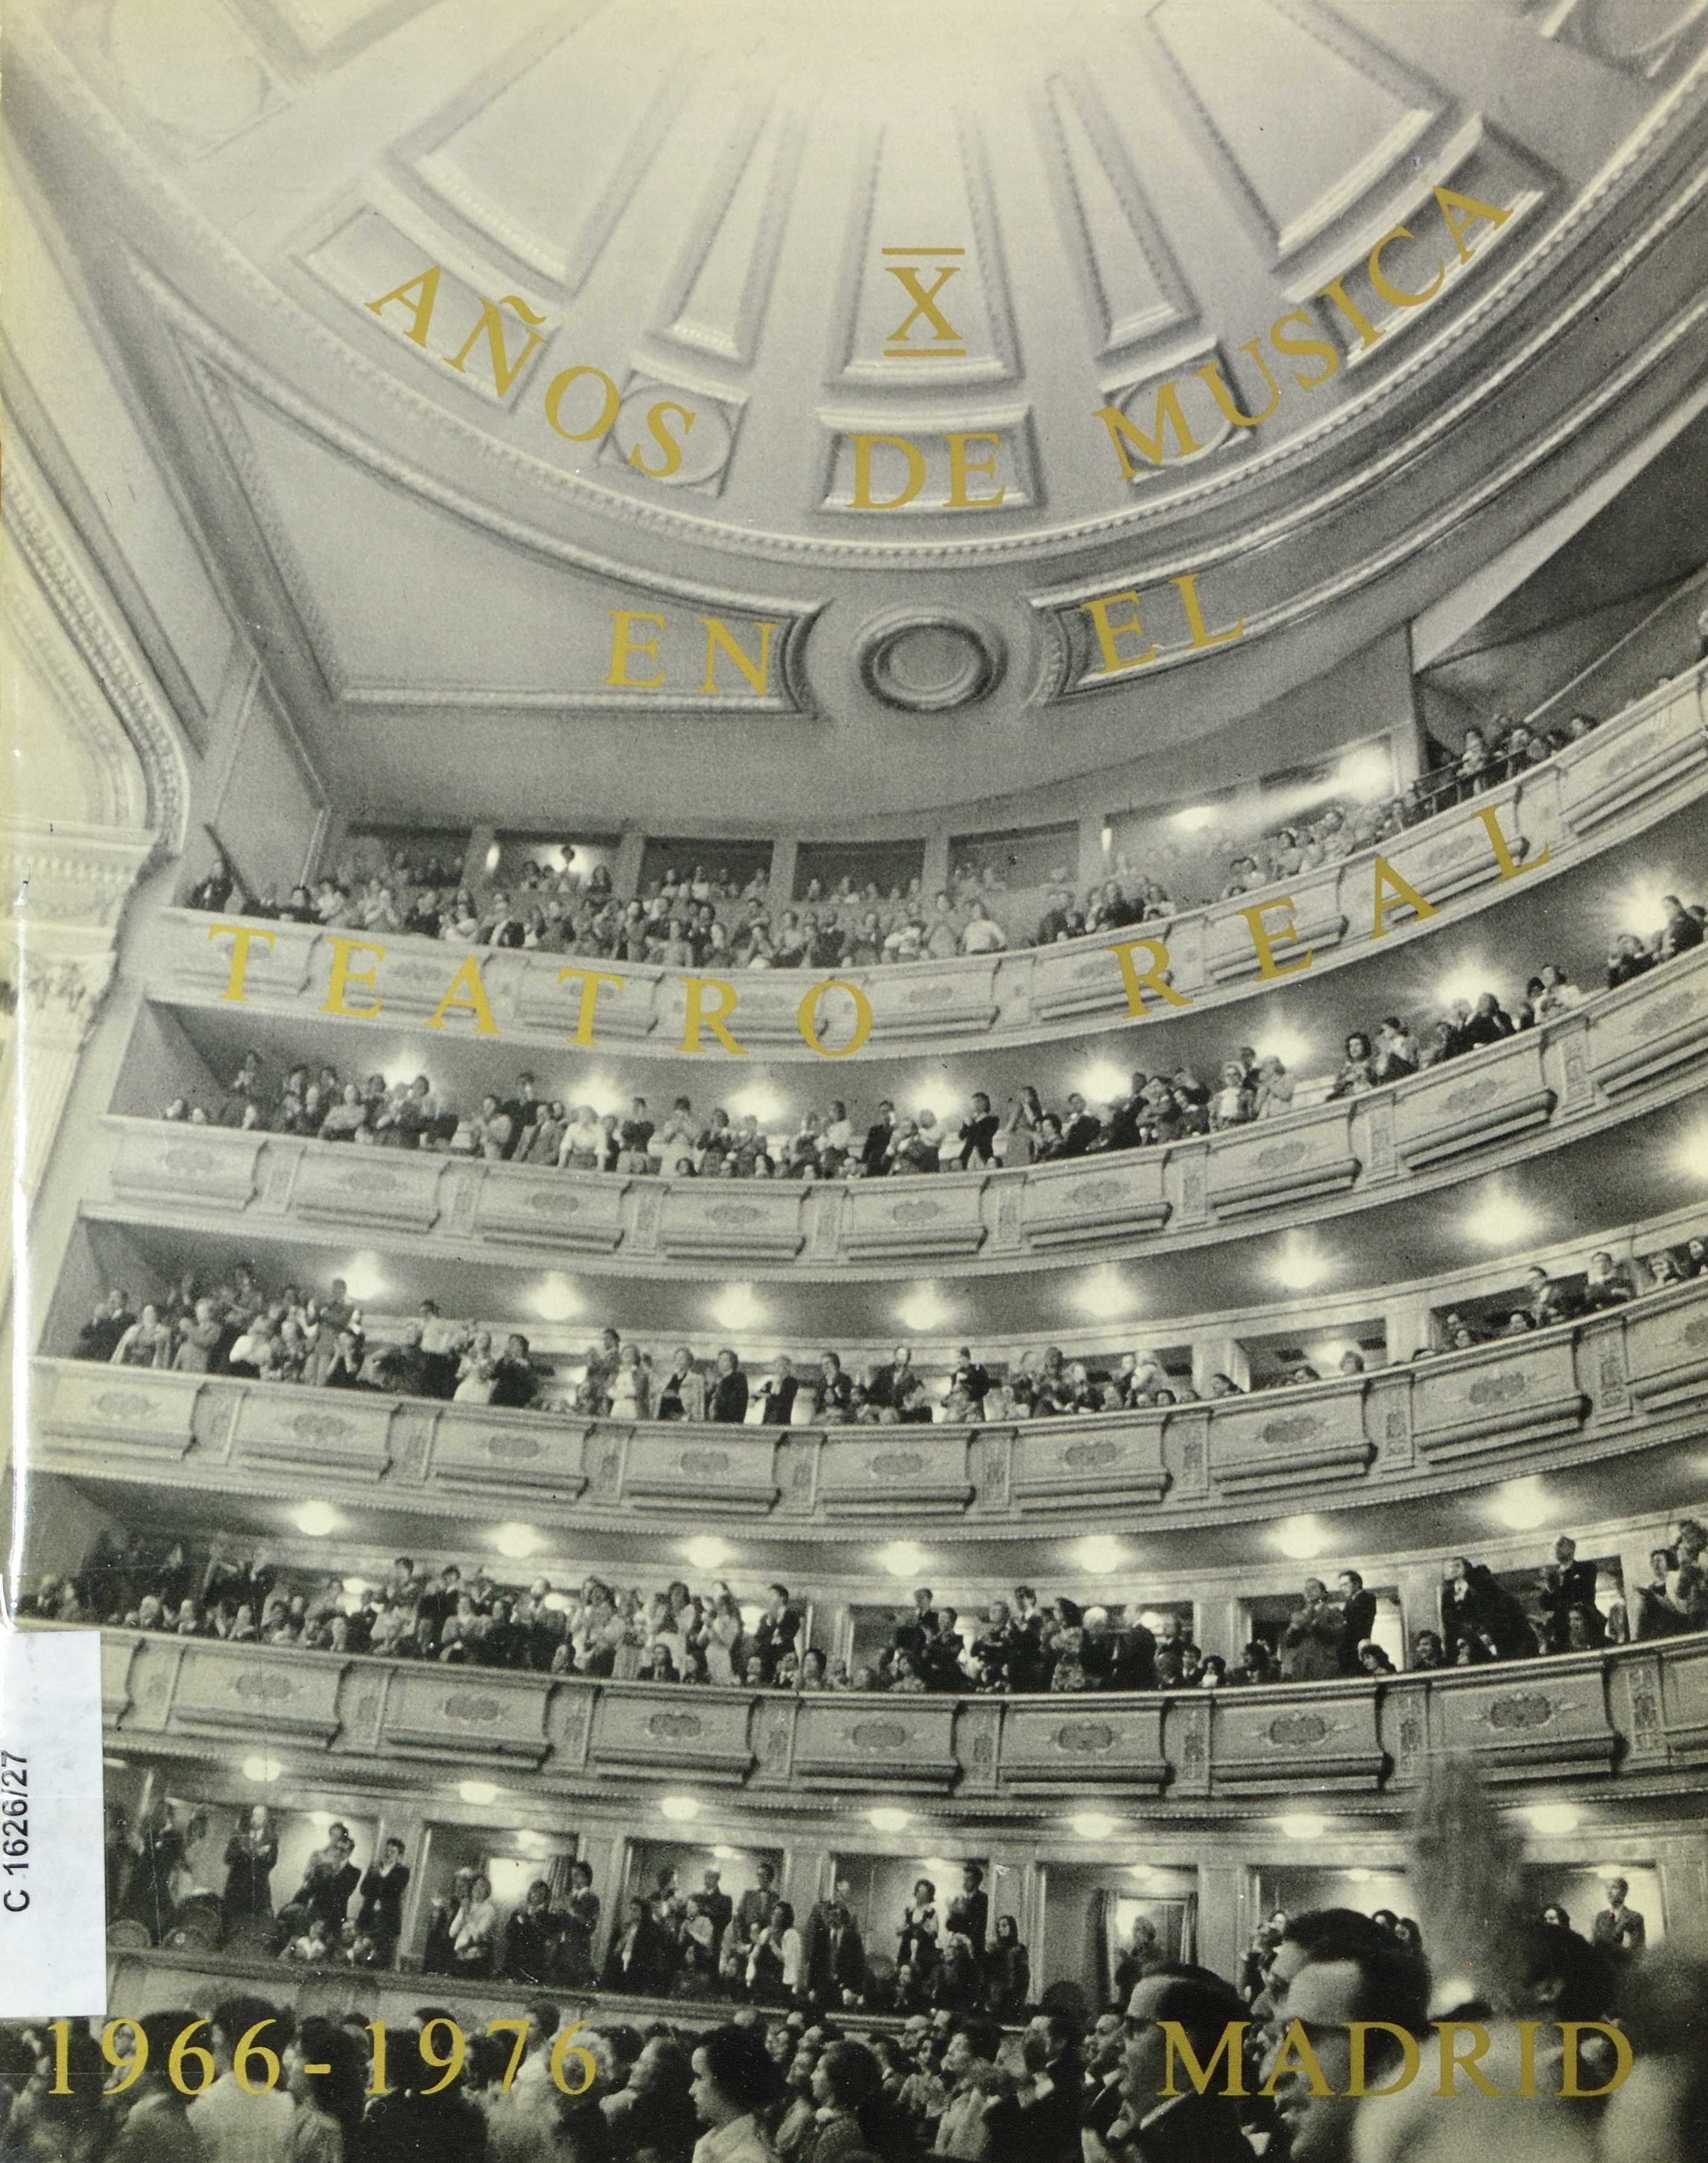 X
AÑOS DE MUSICA
EN EL
TEATRO REAL
C 1626/27
1966-1976 MADRID